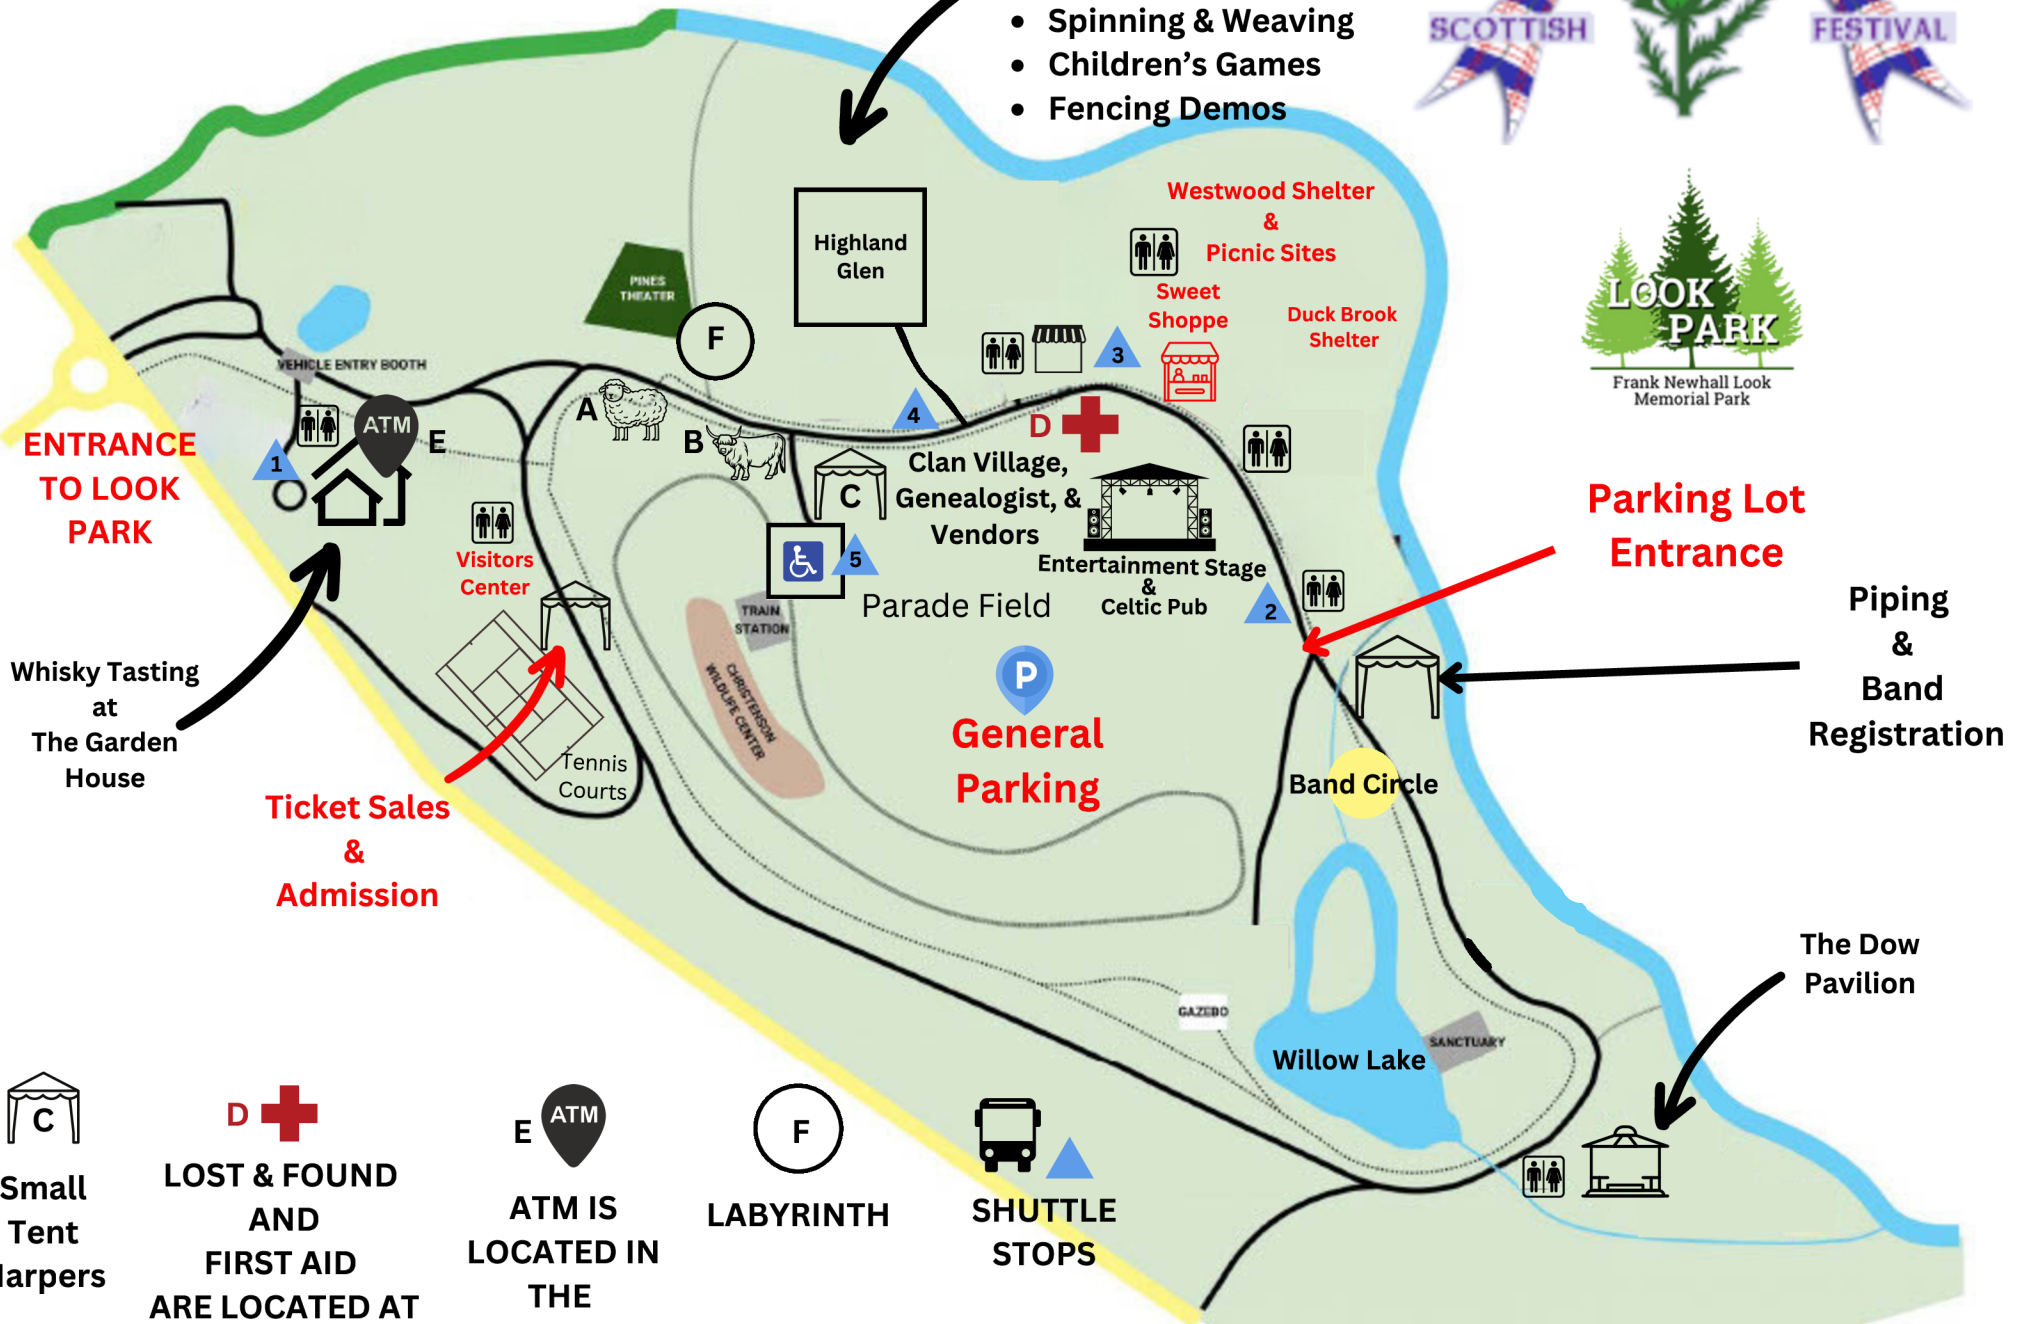 • Spinning & Weaving
• Children's Games
• Fencing Demos
SCOTTISH
FESTIVAL
Westwood Shelter
&
Picnic Sites
Highland
Glen
PINES
THEATER
F
Sweet
Shoppe
Duck Brook
Shelter
3
LOOK
PARK
Frank Newhall Look
Memorial Park
VEHICLE ENTRY BOOTH
A
B
4
D
ATM
E
1
ENTRANCE
TO LOOK
PARK
C
Clan Village,
Genealogist, &
Vendors
Visitors
Center
5
Entertainment Stage
&
Celtic Pub
2
Parking Lot
Entrance
TRAIN
STATION
Parade Field
Piping
&
Band
Registration
P
General
Parking
CHRISTENSON
WILDLIFE CENTER
Whisky Tasting
at
The Garden
House
Tennis
Courts
Ticket Sales
&
Admission
Band Circle
The Dow
Pavilion
GAZEBO
SANCTUARY
Willow Lake
C
Small
Tent
D
LOST & FOUND
AND
FIRST AID
ARE LOCATED AT
E
ATM
ATM IS
LOCATED IN
THE
F
LABYRINTH
SHUTTLE
STOPS